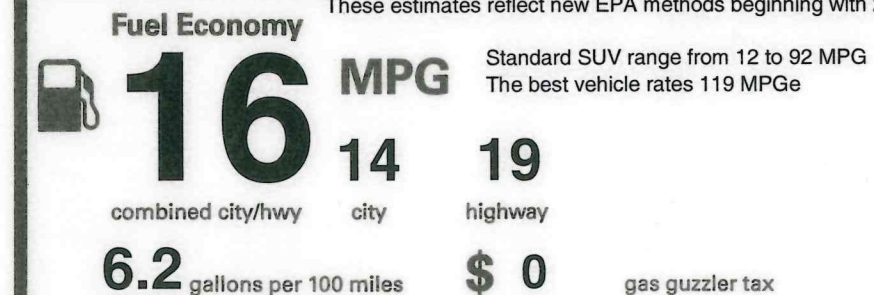 These estimates reflect new EPA methods beginning with
Fuel Economy
16 MPG
Standard SUV range from 12 to 92 MPG
The best vehicle rates 119 MPGe
14 19
combined city/hwy city highway
6.2 gallons per 100 miles $ 0 gas guzzler tax